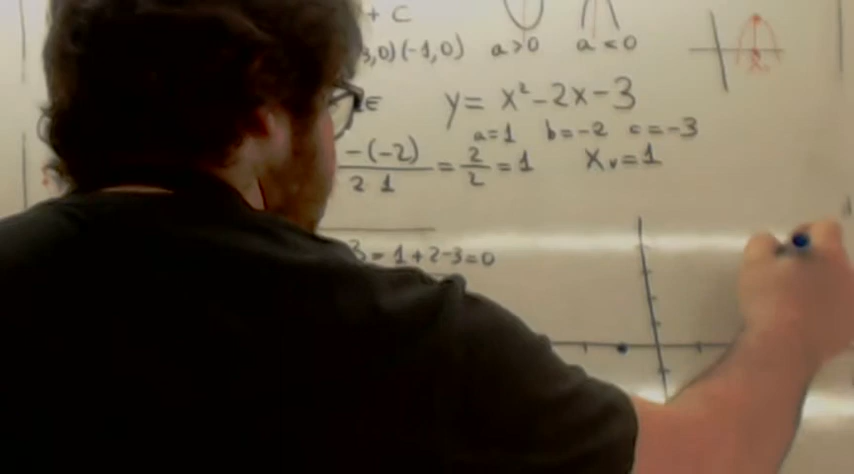 + C
3,0) (-1,0) a>0 a<0
E y = x² - 2x - 3
a=1 b=-2 c=-3
-(-2) / 2 1 = 2/2 = 1 Xᵥ=1
3 = 1+2-3=0